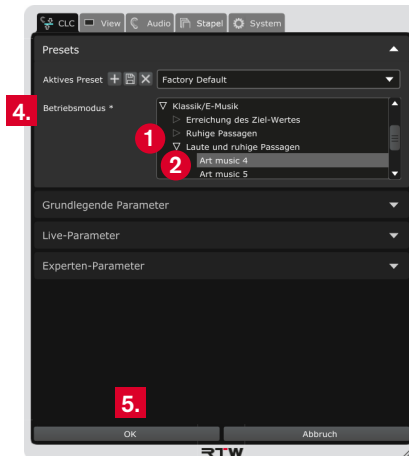 CLC View Audio Stapel System
Presets
Aktives Preset Factory Default
4. Betriebsmodus * Klassik/E-Musik
Erreichung des Ziel-Wertes
1 Ruhige Passagen
Laute und ruhige Passagen
2 Art music 4
Art music 5
Grundlegende Parameter
Live-Parameter
Experten-Parameter
5.
OK Abbruch
RTW